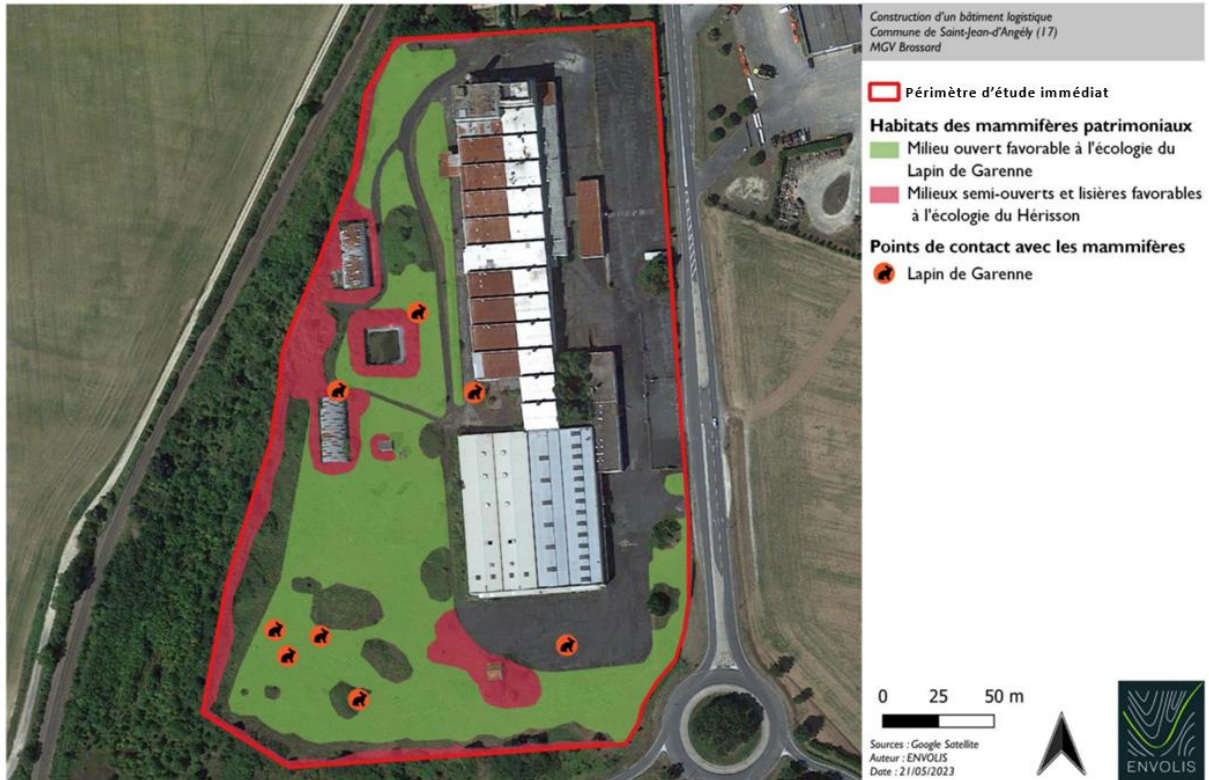 Construction d'un bâtiment logistique
Commune de Saint-Jean-d'Angély (17)
MGV Brossard
Périmètre d'étude immédiat
Habitats des mammifères patrimoniaux
Milieu ouvert favorable à l'écologie du
Lapin de Garenne
Milieux semi-ouverts et lisières favorables
à l'écologie du Hérisson
Points de contact avec les mammifères
Lapin de Garenne
0 25 50 m
Sources : Google Satellite
Auteur : ENVOLIS
Date : 21/05/2023
ENVOLIS